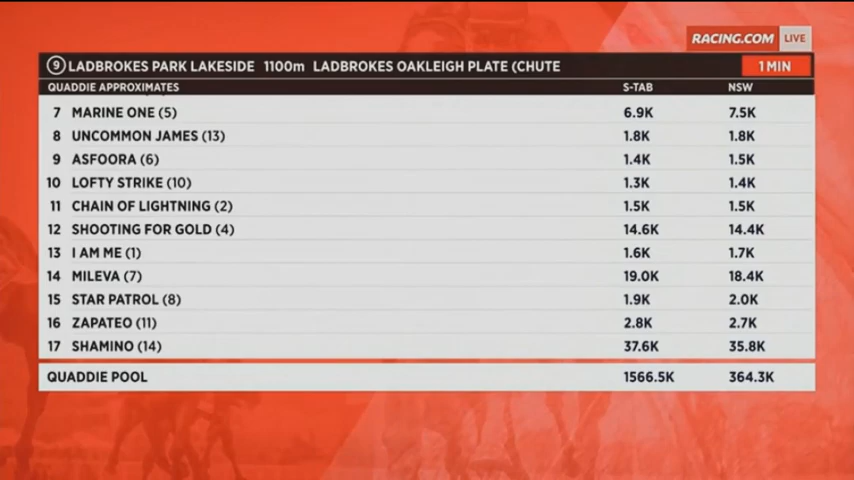 RACING.COM LIVE
9 LADBROKES PARK LAKESIDE 1100m LADBROKES OAKLEIGH PLATE (CHUTE 1 MIN
QUADDIE APPROXIMATES S-TAB NSW
7 MARINE ONE (5) 6.9K 7.5K
8 UNCOMMON JAMES (13) 1.8K 1.8K
9 ASFOORA (6) 1.4K 1.5K
10 LOFTY STRIKE (10) 1.3K 1.4K
11 CHAIN OF LIGHTNING (2) 1.5K 1.5K
12 SHOOTING FOR GOLD (4) 14.6K 14.4K
13 I AM ME (1) 1.6K 1.7K
14 MILEVA (7) 19.0K 18.4K
15 STAR PATROL (8) 1.9K 2.0K
16 ZAPATEO (11) 2.8K 2.7K
17 SHAMINO (14) 37.6K 35.8K
QUADDIE POOL 1566.5K 364.3K